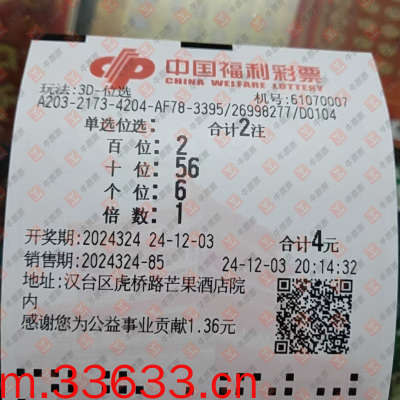 中国福利彩票
CHINA WELFARE LOTTERY
玩法:3D-位选 机号:61070007
A203-2173-4204-AF78-3395/26998277/D0104
单选位选: 合计2注
百 位: 2
十 位: 56
个 位: 6
倍 数: 1
开奖期:2024324 24-12-03 合计4元
销售期:2024324-85 24-12-03 20:14:32
地址:汉台区虎桥路芒果酒店院
内
感谢您为公益事业贡献1.36元
m.33633.cn